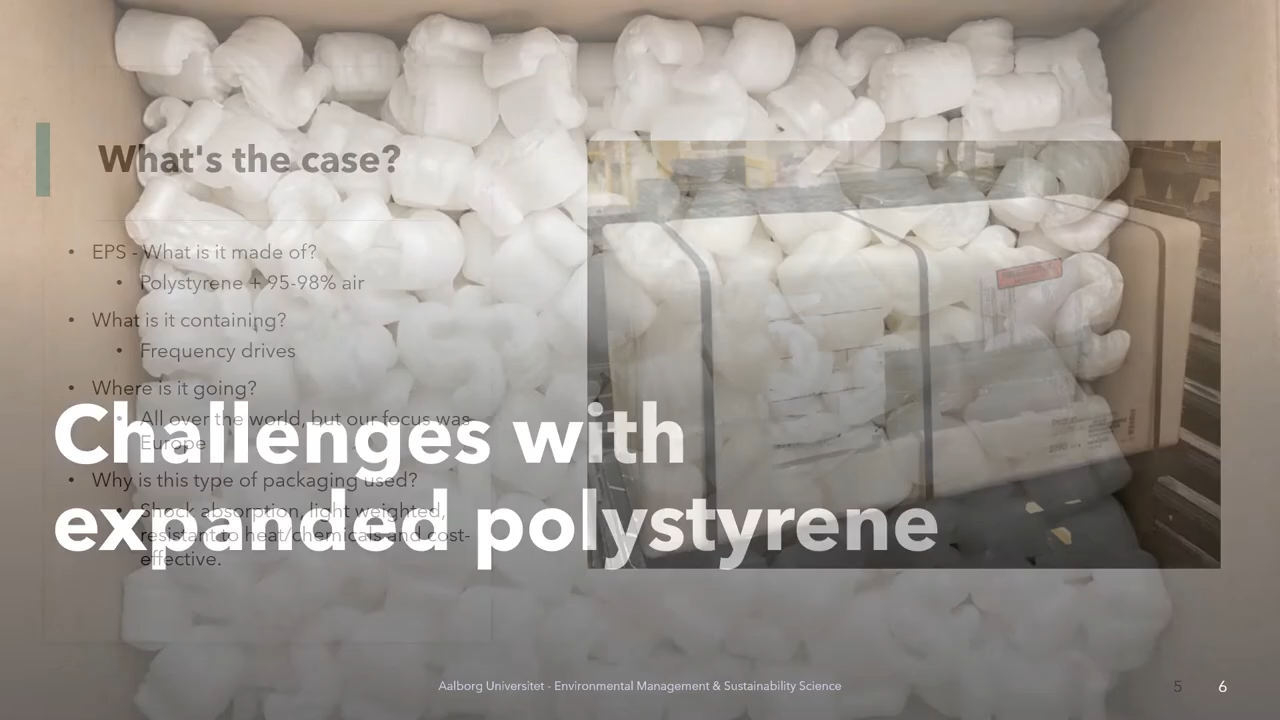 What's the case?
• EPS - What is it made of?
• Polystyrene + 95-98% air
• What is it containing?
• Frequency drives
• Where is it going?
• All over the world, but our focus was
Europe
• Why is this type of packaging used?
• Shock absorption, light weighted,
resistant to heat/chemicals and cost-
effective.
Challenges with
expanded polystyrene
Aalborg Universitet - Environmental Management & Sustainability Science
5
6